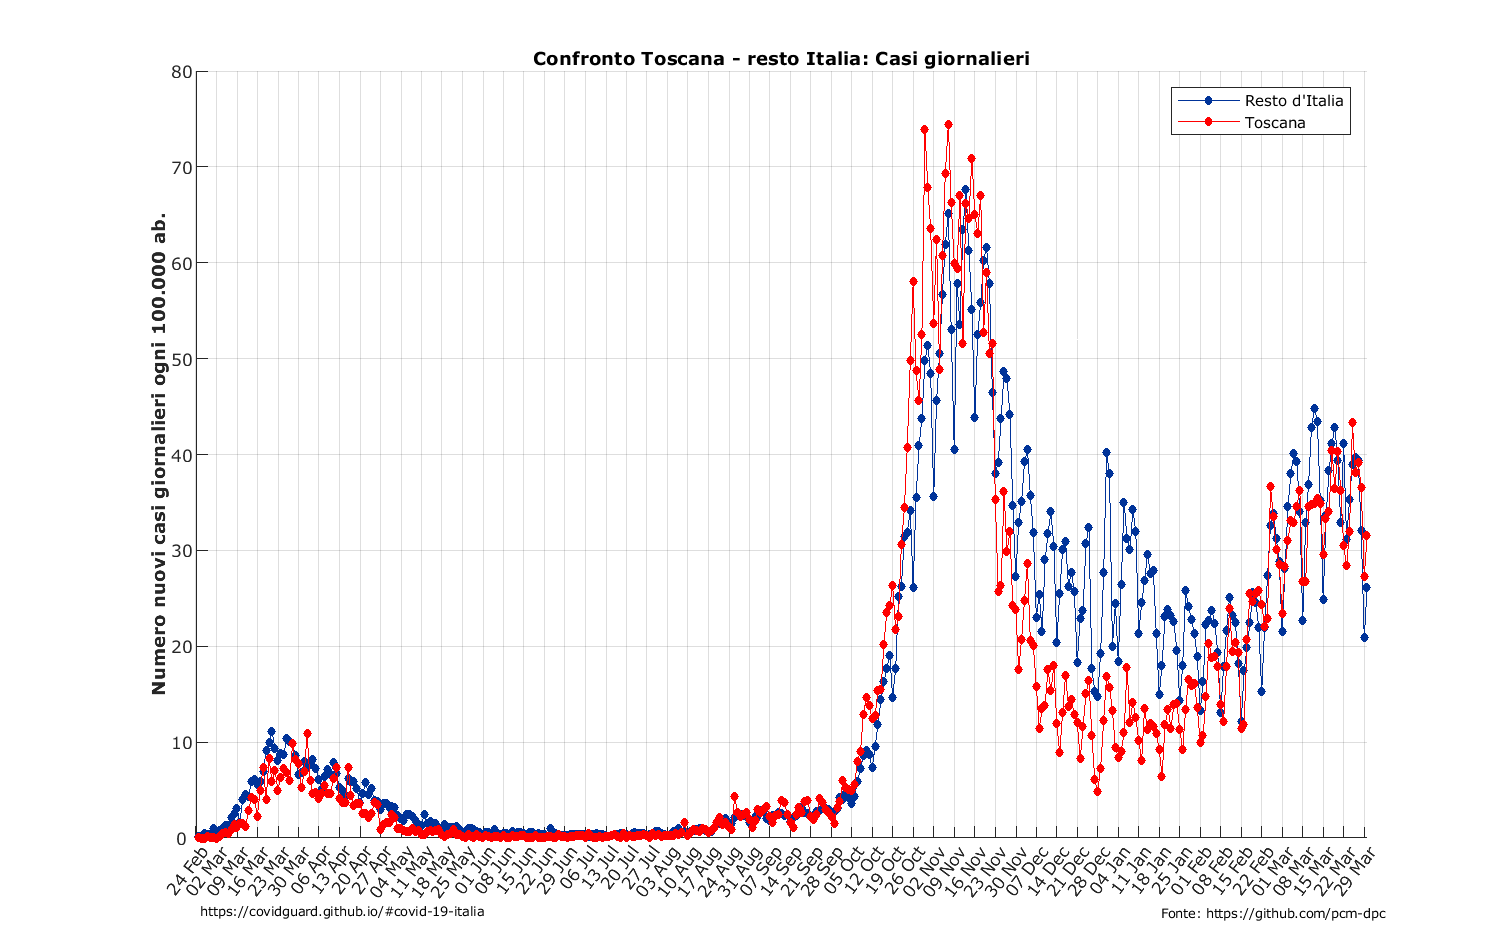 Confronto Toscana - resto Italia: Casi giornalieri
Numero nuovi casi giornalieri ogni 100.000 ab.
80
70
60
50
40
30
20
10
0
Resto d'Italia
Toscana
24 Feb
02 Mar
09 Mar
16 Mar
23 Mar
30 Mar
06 Apr
13 Apr
20 Apr
27 Apr
04 May
11 May
18 May
25 May
01 Jun
08 Jun
15 Jun
22 Jun
29 Jun
06 Jul
13 Jul
20 Jul
27 Jul
03 Aug
10 Aug
17 Aug
24 Aug
31 Aug
07 Sep
14 Sep
21 Sep
28 Sep
05 Oct
12 Oct
19 Oct
26 Oct
02 Nov
09 Nov
16 Nov
23 Nov
30 Nov
07 Dec
14 Dec
21 Dec
28 Dec
04 Jan
11 Jan
18 Jan
25 Jan
01 Feb
08 Feb
15 Feb
22 Feb
01 Mar
08 Mar
15 Mar
22 Mar
29 Mar
https://covidguard.github.io/#covid-19-italia
Fonte: https://github.com/pcm-dpc